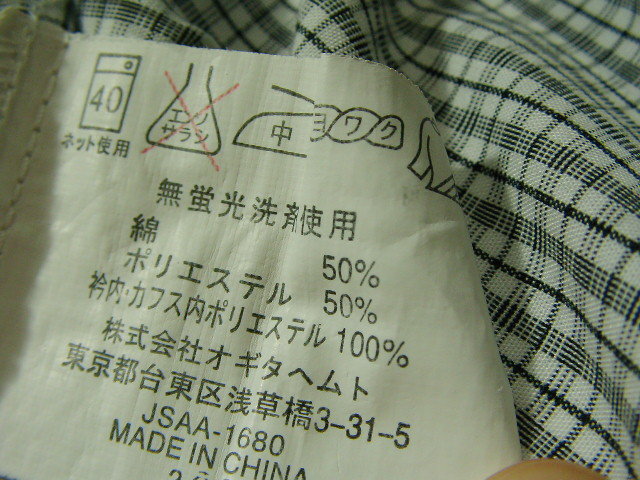 40
ネット使用
エンソ
サラシ
中
ヨワク
無蛍光洗剤使用
綿 50%
ポリエステル 50%
衿内・カフス内ポリエステル 100%
株式会社オギタヘムト
東京都台東区浅草橋3-31-5
JSAA-1680
MADE IN CHINA